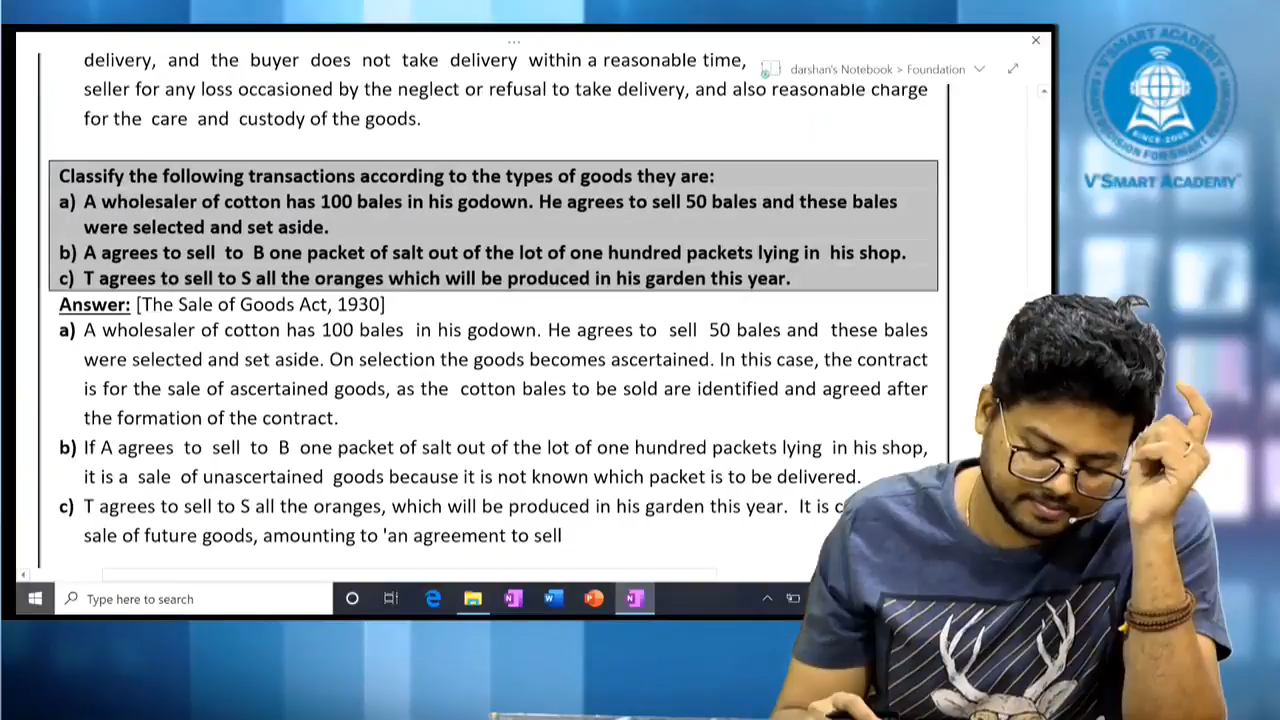 delivery, and the buyer does not take delivery within a reasonable time,
darshan's Notebook > Foundation
seller for any loss occasioned by the neglect or refusal to take delivery, and also reasonable charge
for the care and custody of the goods.
Classify the following transactions according to the types of goods they are:
a) A wholesaler of cotton has 100 bales in his godown. He agrees to sell 50 bales and these bales
were selected and set aside.
b) A agrees to sell to B one packet of salt out of the lot of one hundred packets lying in his shop.
c) T agrees to sell to S all the oranges which will be produced in his garden this year.
Answer: [The Sale of Goods Act, 1930]
a) A wholesaler of cotton has 100 bales in his godown. He agrees to sell 50 bales and these bales
were selected and set aside. On selection the goods becomes ascertained. In this case, the contract
is for the sale of ascertained goods, as the cotton bales to be sold are identified and agreed after
the formation of the contract.
b) If A agrees to sell to B one packet of salt out of the lot of one hundred packets lying in his shop,
it is a sale of unascertained goods because it is not known which packet is to be delivered.
c) T agrees to sell to S all the oranges, which will be produced in his garden this year. It is
sale of future goods, amounting to 'an agreement to sell
Type here to search
V'SMART ACADEMY
SINCE 2005
V'SMART ACADEMY